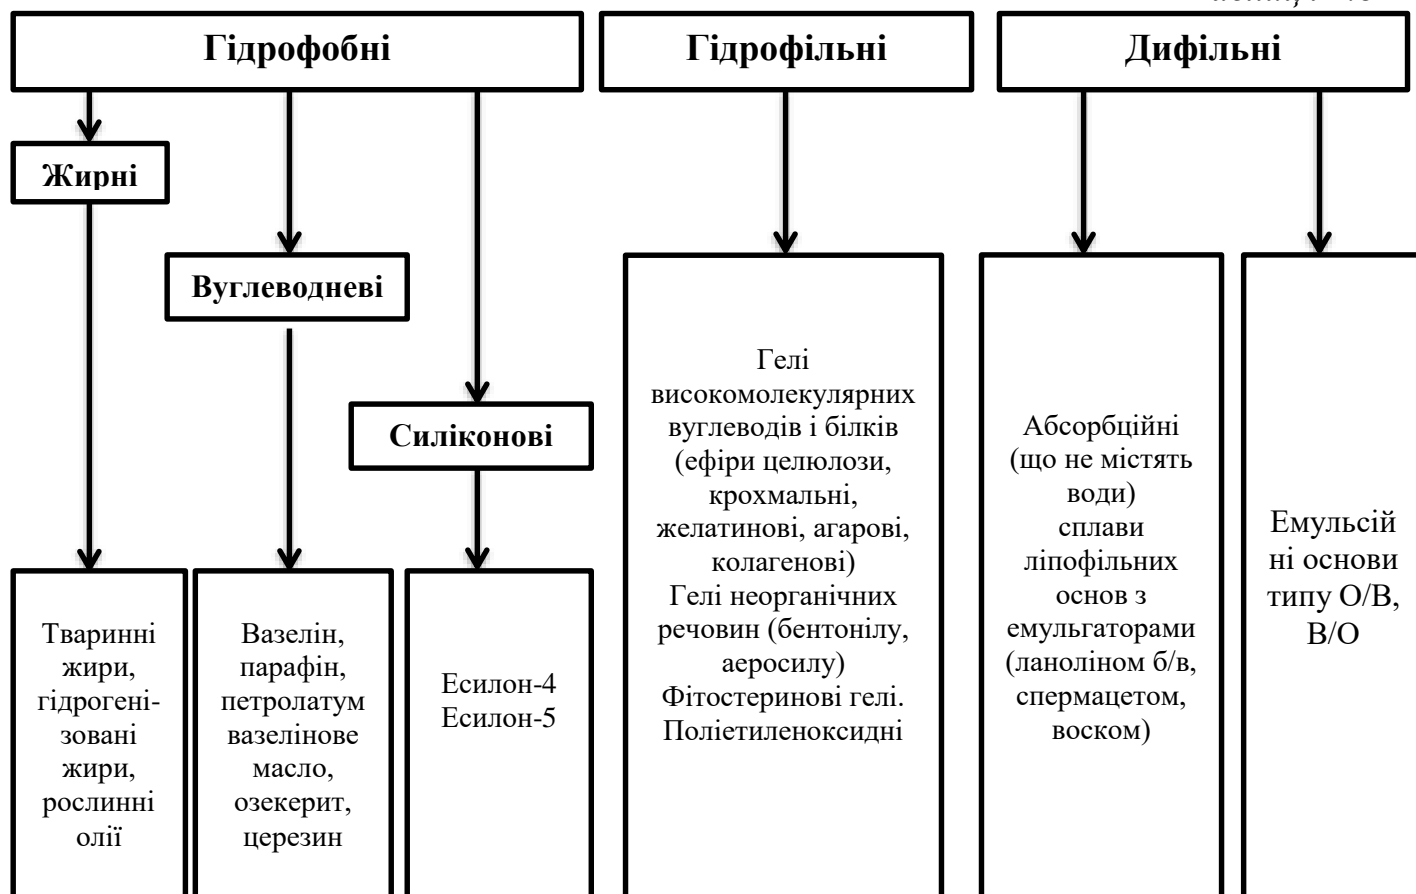 Гідрофобні
Гідрофільні
Дифільні
Жирні
Вуглеводневі
Силіконові
Тваринні
жири,
гідрогені-
зовані
жири,
рослинні
олії
Вазелін,
парафін,
петролатум
вазелінове
масло,
озекерит,
церезин
Есилон-4
Есилон-5
Гелі
високомолекулярних
вуглеводів і білків
(ефіри целюлози,
крохмальні,
желатинові, агарові,
колагенові)
Гелі неорганічних
речовин (бентонілу,
аеросилу)
Фітостеринові гелі.
Поліетиленоксидні
Абсорбційні
(що не містять
води)
сплави
ліпофільних
основ з
емульгаторами
(ланоліном б/в,
спермацетом,
воском)
Емульсій
ні основи
типу О/В,
В/О